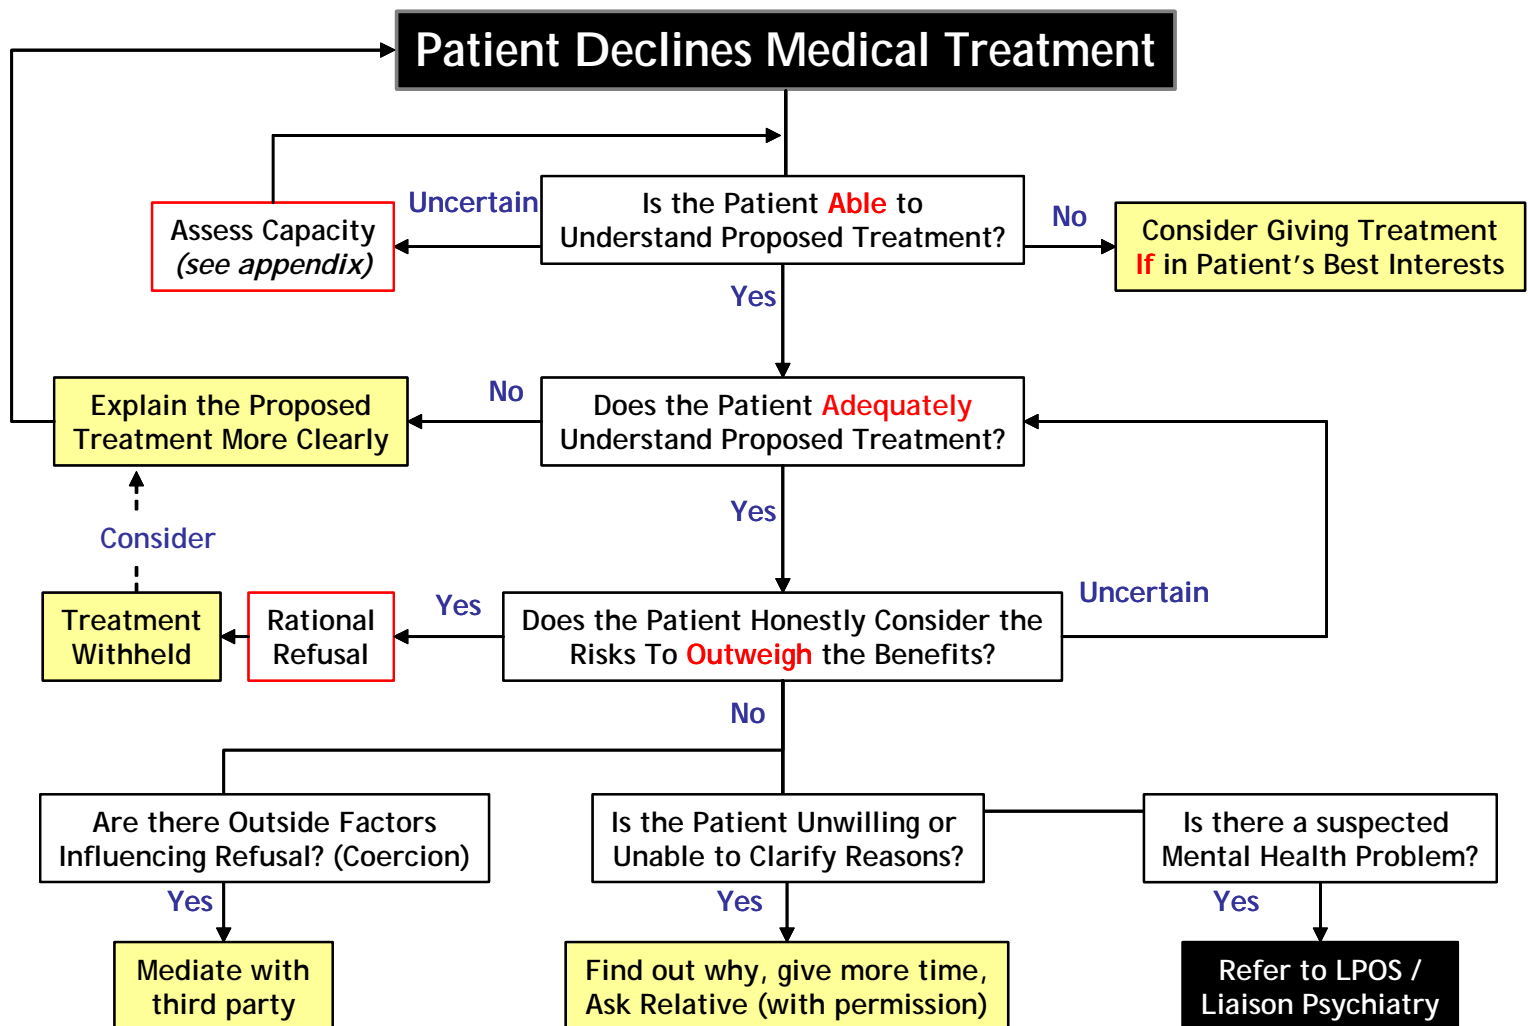 Patient Declines Medical Treatment
Uncertain
Is the Patient Able to
Understand Proposed Treatment?
No
Assess Capacity
(see appendix)
Consider Giving Treatment
If in Patient's Best Interests
Yes
Explain the Proposed
Treatment More Clearly
No
Does the Patient Adequately
Understand Proposed Treatment?
Consider
Yes
Treatment
Withheld
Rational
Refusal
Yes
Does the Patient Honestly Consider the
Risks To Outweigh the Benefits?
Uncertain
No
Are there Outside Factors
Influencing Refusal? (Coercion)
Is the Patient Unwilling or
Unable to Clarify Reasons?
Is there a suspected
Mental Health Problem?
Yes
Yes
Yes
Mediate with
third party
Find out why, give more time,
Ask Relative (with permission)
Refer to LPOS /
Liaison Psychiatry